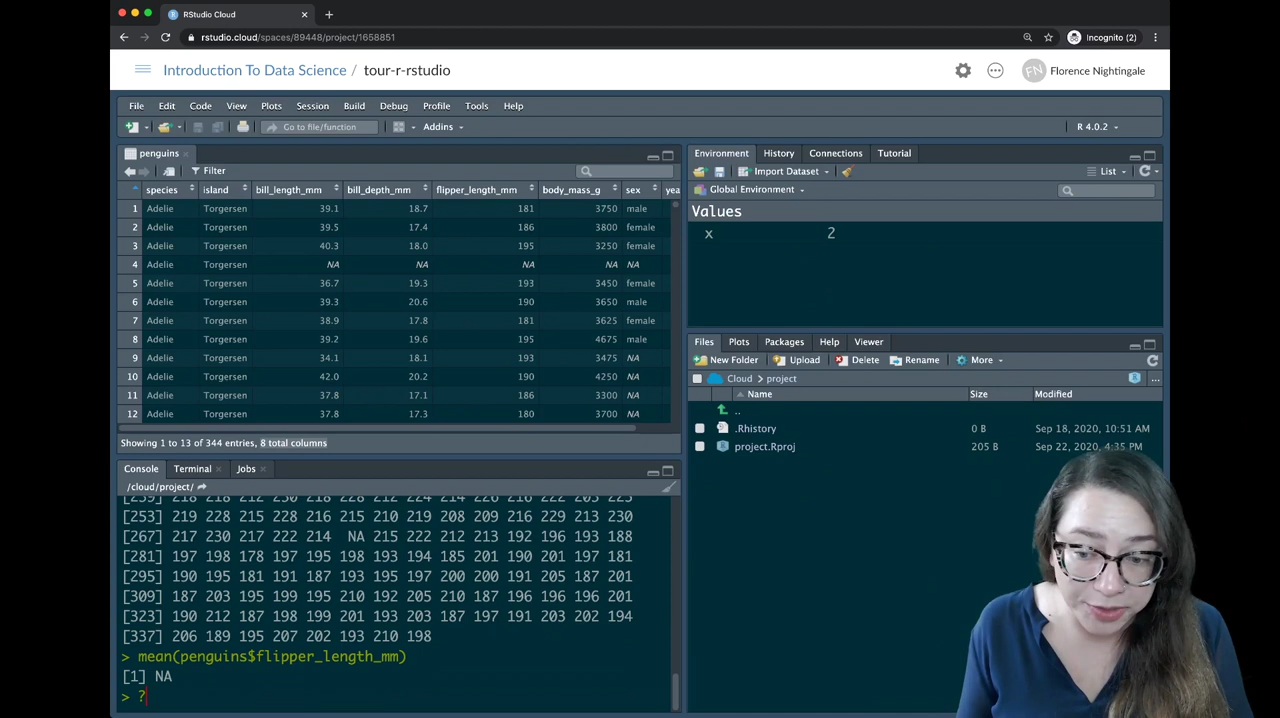 RStudio Cloud
rstudio.cloud/spaces/89448/project/1658851
Incognito (2)
Introduction To Data Science / tour-r-rstudio
FN Florence Nightingale
File Edit Code View Plots Session Build Debug Profile Tools Help
Go to file/function Addins R 4.0.2
penguins
Filter
species island bill_length_mm bill_depth_mm flipper_length_mm body_mass_g sex yea
1 Adelie Torgersen 39.1 18.7 181 3750 male
2 Adelie Torgersen 39.5 17.4 186 3800 female
3 Adelie Torgersen 40.3 18.0 195 3250 female
4 Adelie Torgersen NA NA NA NA NA
5 Adelie Torgersen 36.7 19.3 193 3450 female
6 Adelie Torgersen 39.3 20.6 190 3650 male
7 Adelie Torgersen 38.9 17.8 181 3625 female
8 Adelie Torgersen 39.2 19.6 195 4675 male
9 Adelie Torgersen 34.1 18.1 193 3475 NA
10 Adelie Torgersen 42.0 20.2 190 4250 NA
11 Adelie Torgersen 37.8 17.1 186 3300 NA
12 Adelie Torgersen 37.8 17.3 180 3700 NA
Showing 1 to 13 of 344 entries, 8 total columns
Console Terminal Jobs
/cloud/project/
[253] 219 228 215 228 216 215 210 219 208 209 216 229 213 230
[267] 217 230 217 222 214 NA 215 222 212 213 192 196 193 188
[281] 197 198 178 197 195 198 193 194 185 201 190 201 197 181
[295] 190 195 181 191 187 193 195 197 200 200 191 205 187 201
[309] 187 203 195 199 195 210 192 205 210 187 196 196 196 201
[323] 190 212 187 198 199 201 193 203 187 197 191 203 202 194
[337] 206 189 195 207 202 193 210 198
> mean(penguins$flipper_length_mm)
[1] NA
> ?
Environment History Connections Tutorial
Import Dataset List
Global Environment
Values
x 2
Files Plots Packages Help Viewer
New Folder Upload Delete Rename More
Cloud > project ...
Name Size Modified
..
.Rhistory 0 B Sep 18, 2020, 10:51 AM
project.Rproj 205 B Sep 22, 2020, 4:35 PM